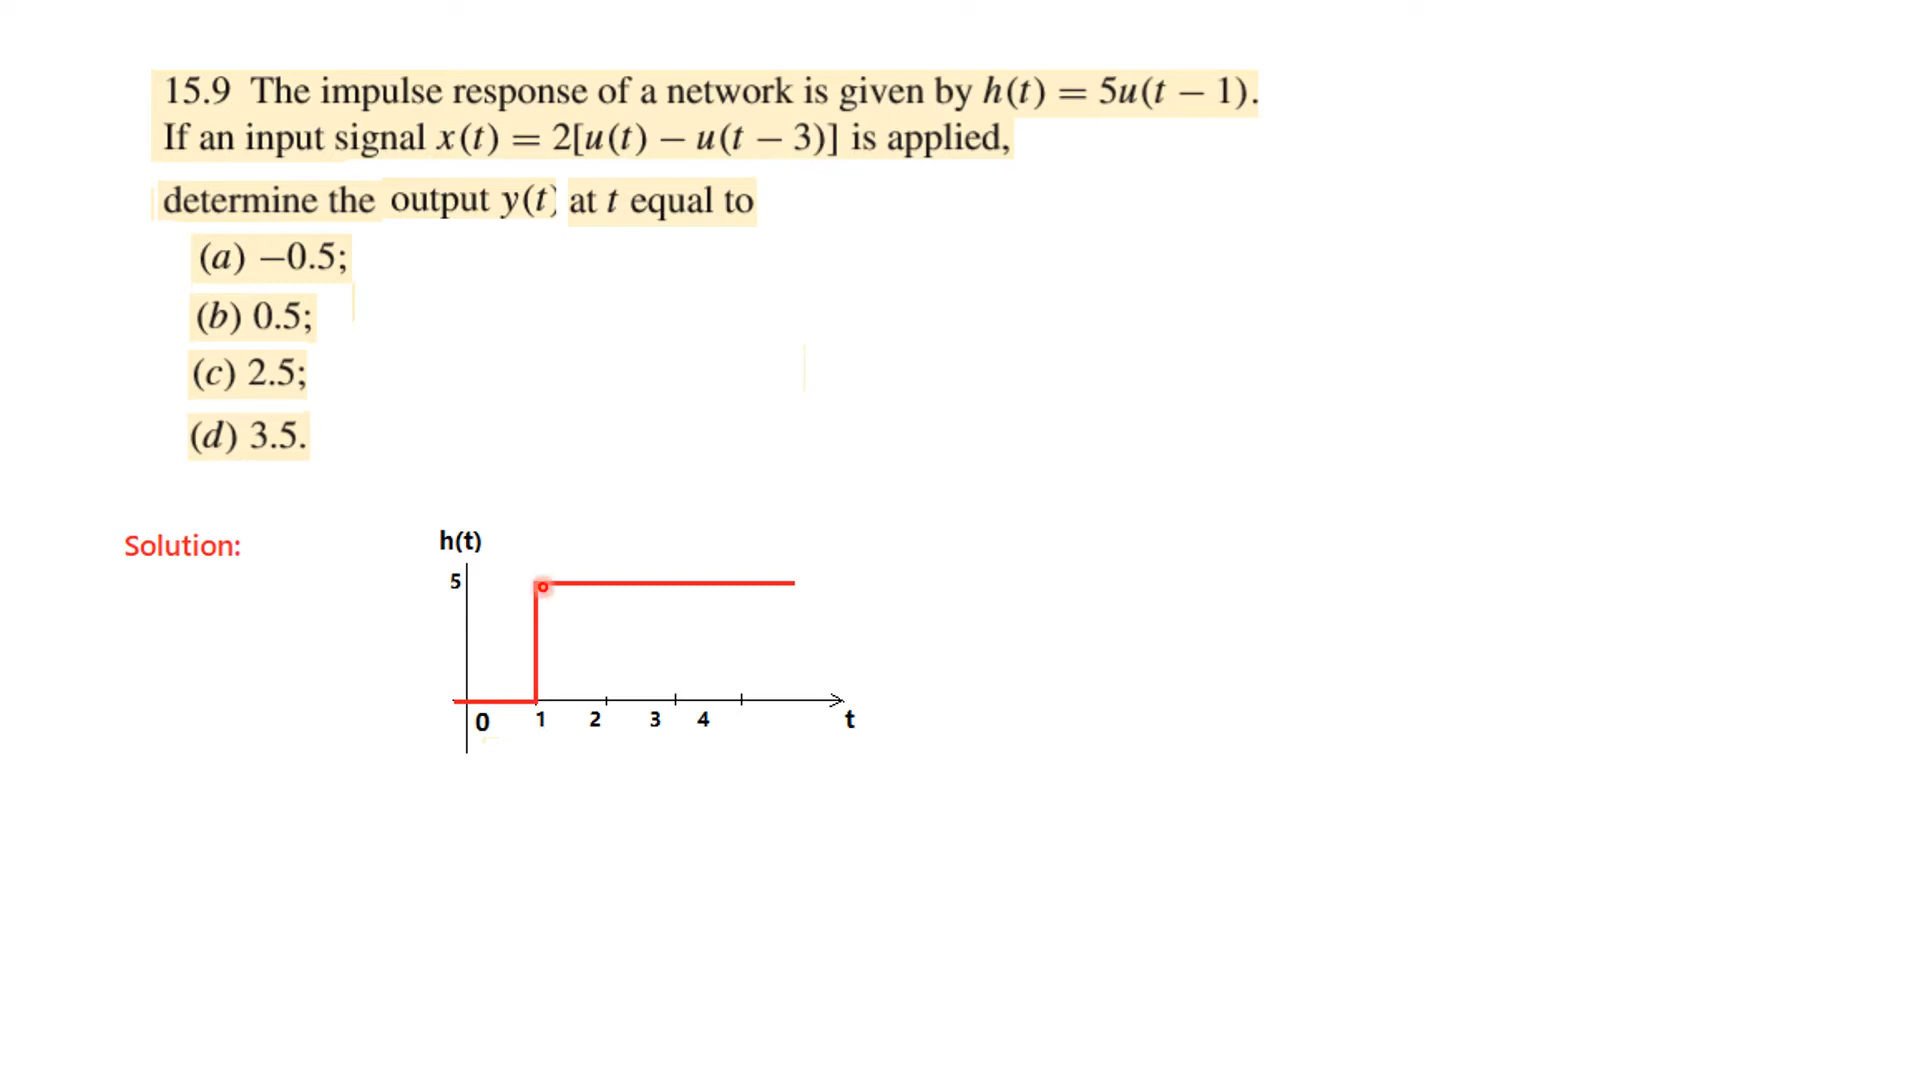 15.9 The impulse response of a network is given by h(t) = 5u(t − 1).
If an input signal x(t) = 2[u(t) − u(t − 3)] is applied,
determine the output y(t) at t equal to
(a) −0.5;
(b) 0.5;
(c) 2.5;
(d) 3.5.
Solution:
h(t)
5
0 1 2 3 4 t